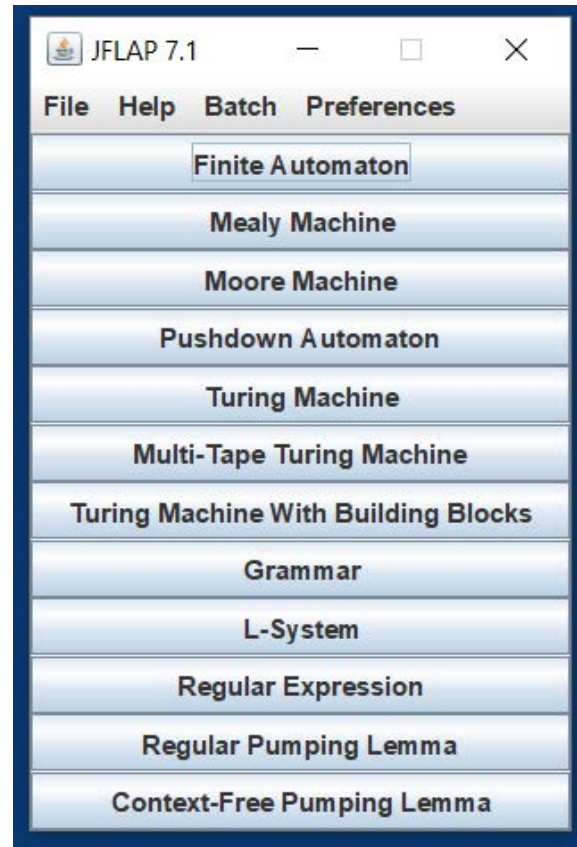 JFLAP 7.1
File Help Batch Preferences
Finite Automaton
Mealy Machine
Moore Machine
Pushdown Automaton
Turing Machine
Multi-Tape Turing Machine
Turing Machine With Building Blocks
Grammar
L-System
Regular Expression
Regular Pumping Lemma
Context-Free Pumping Lemma